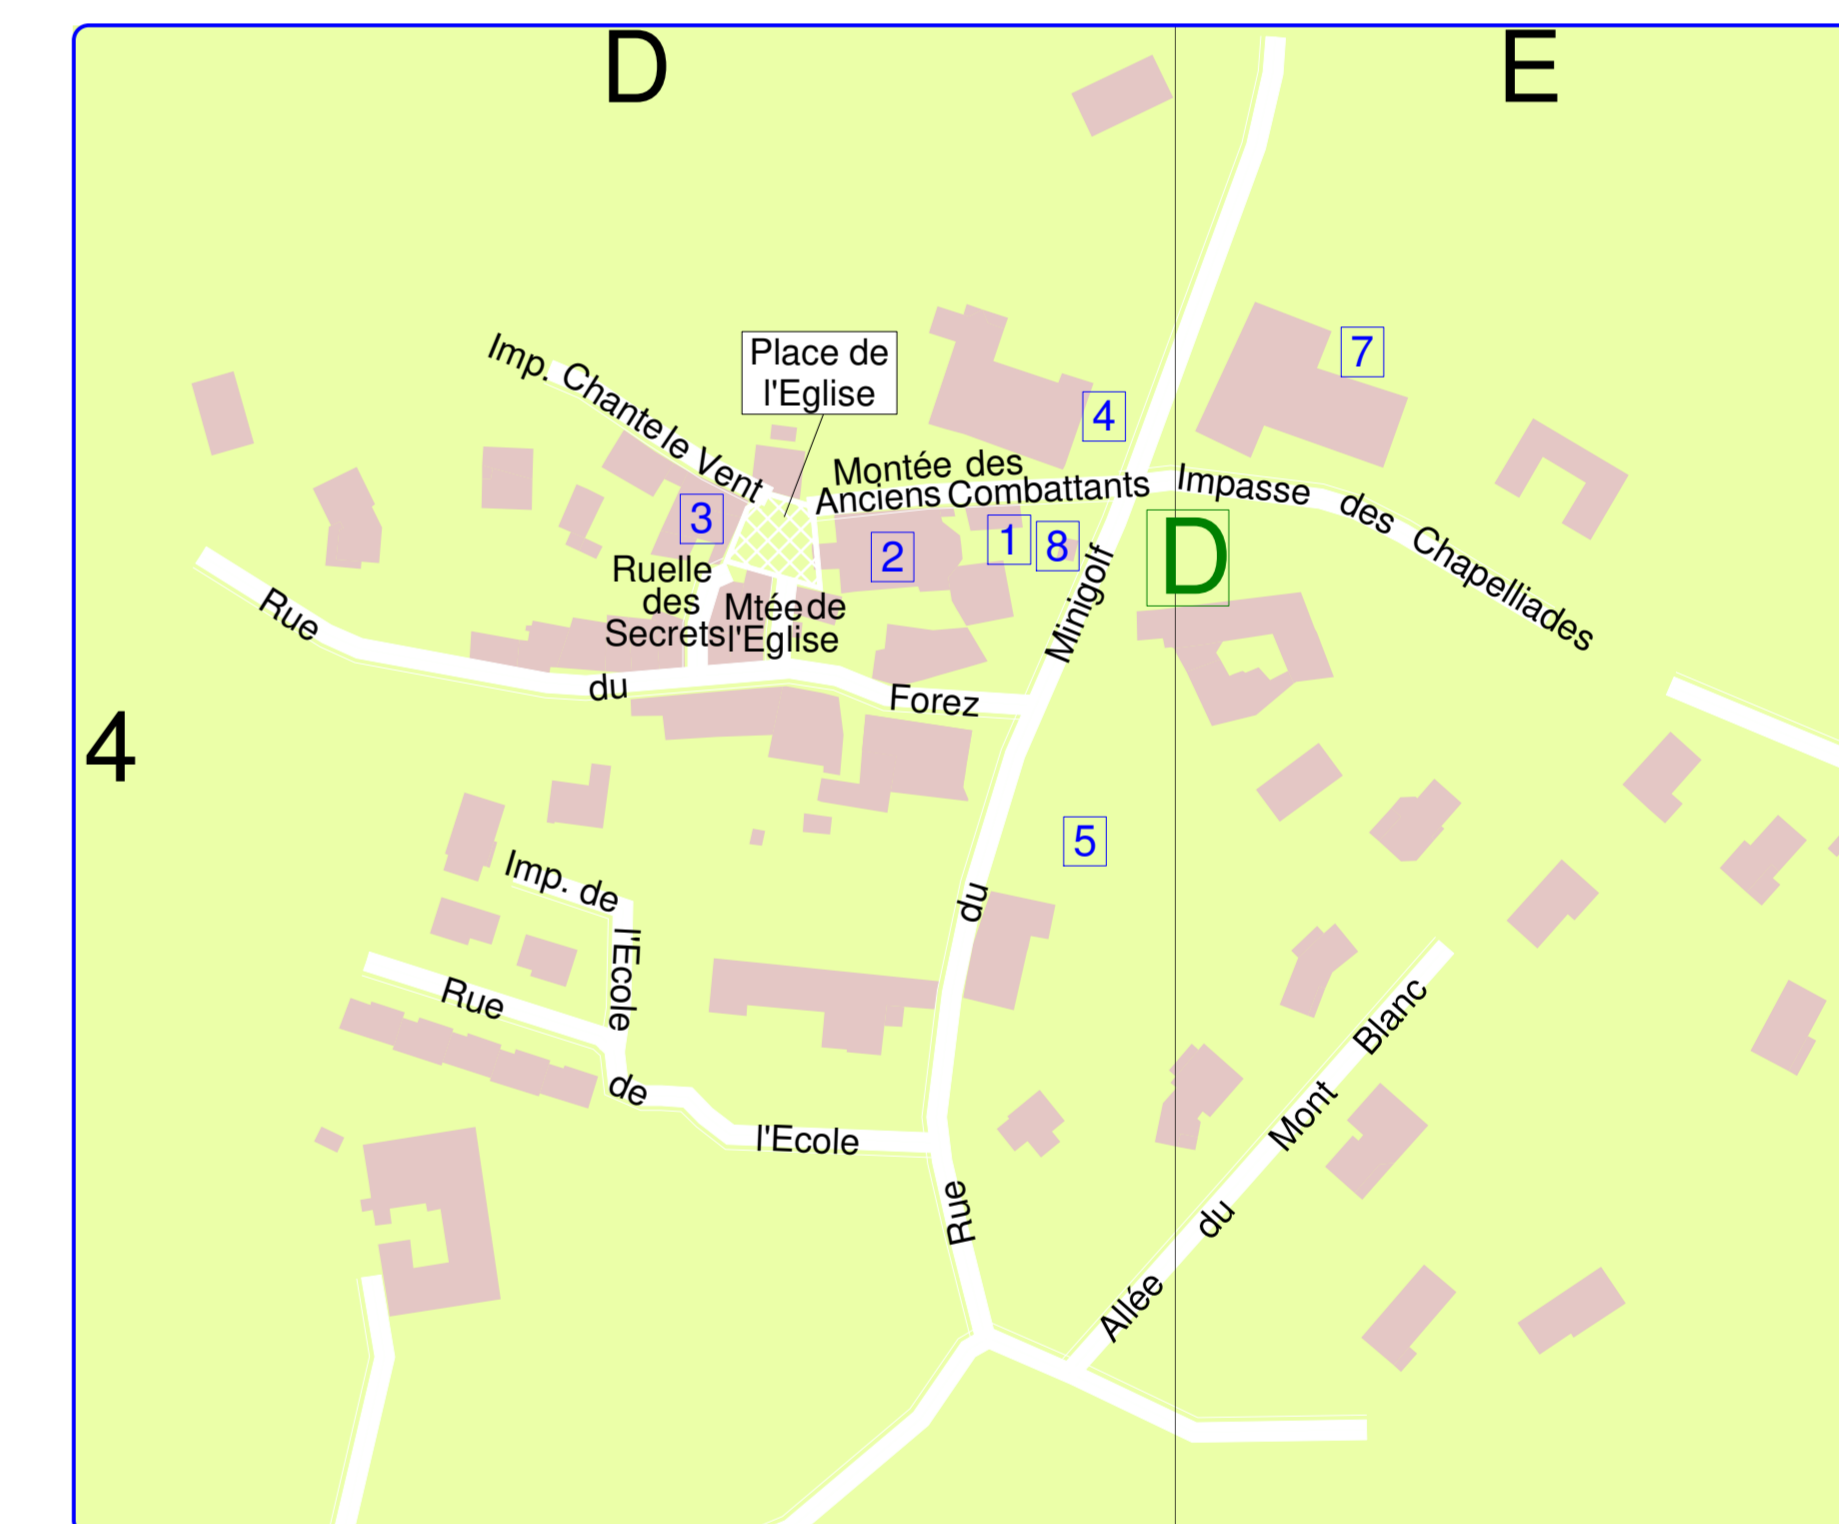 D
E
Place de
l'Eglise
7
Imp. Chante le Vent
4
Montée des
Anciens Combattants
Impasse des Chapelliades
3
2
1
8
D
Ruelle
des
Secrets
Mtée de
l'Eglise
Rue du Forez
4
5
Imp. de l'Ecole
Rue de l'Ecole
Rue du Minigolf
Allée du Mont Blanc